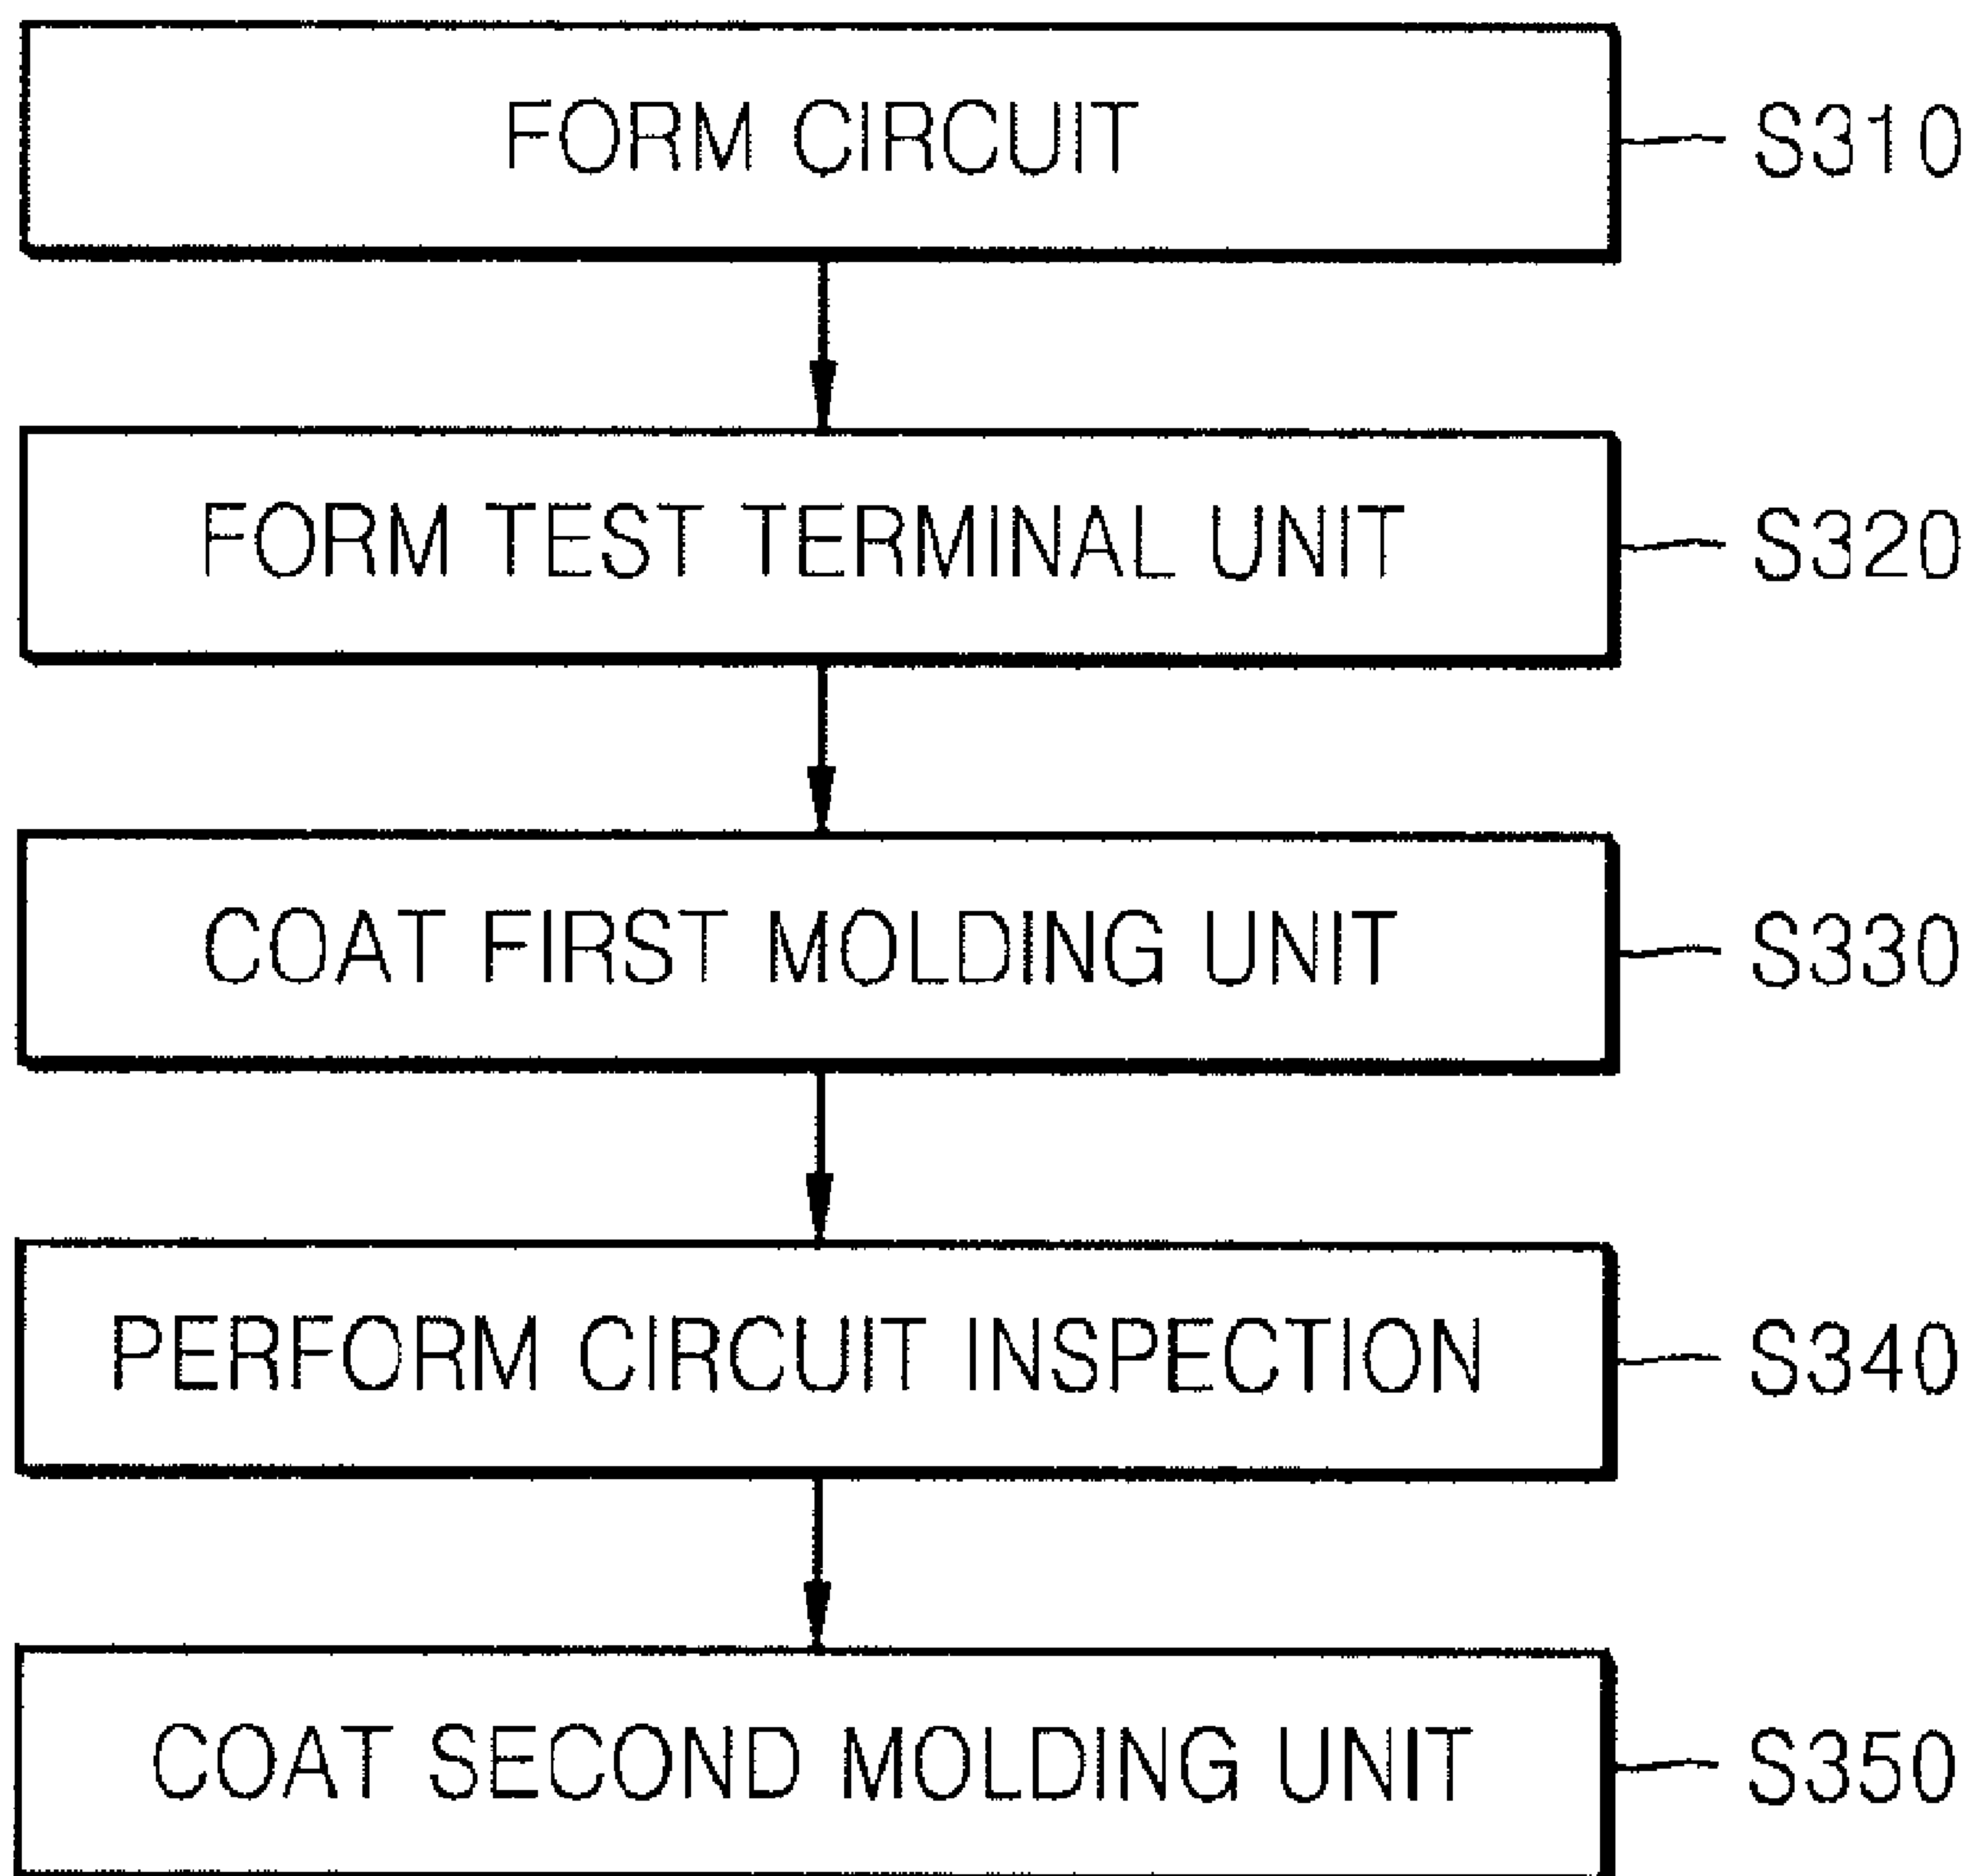 FORM CIRCUIT S310
FORM TEST TERMINAL UNIT S320
COAT FIRST MOLDING UNIT S330
PERFORM CIRCUIT INSPECTION S340
COAT SECOND MOLDING UNIT S350